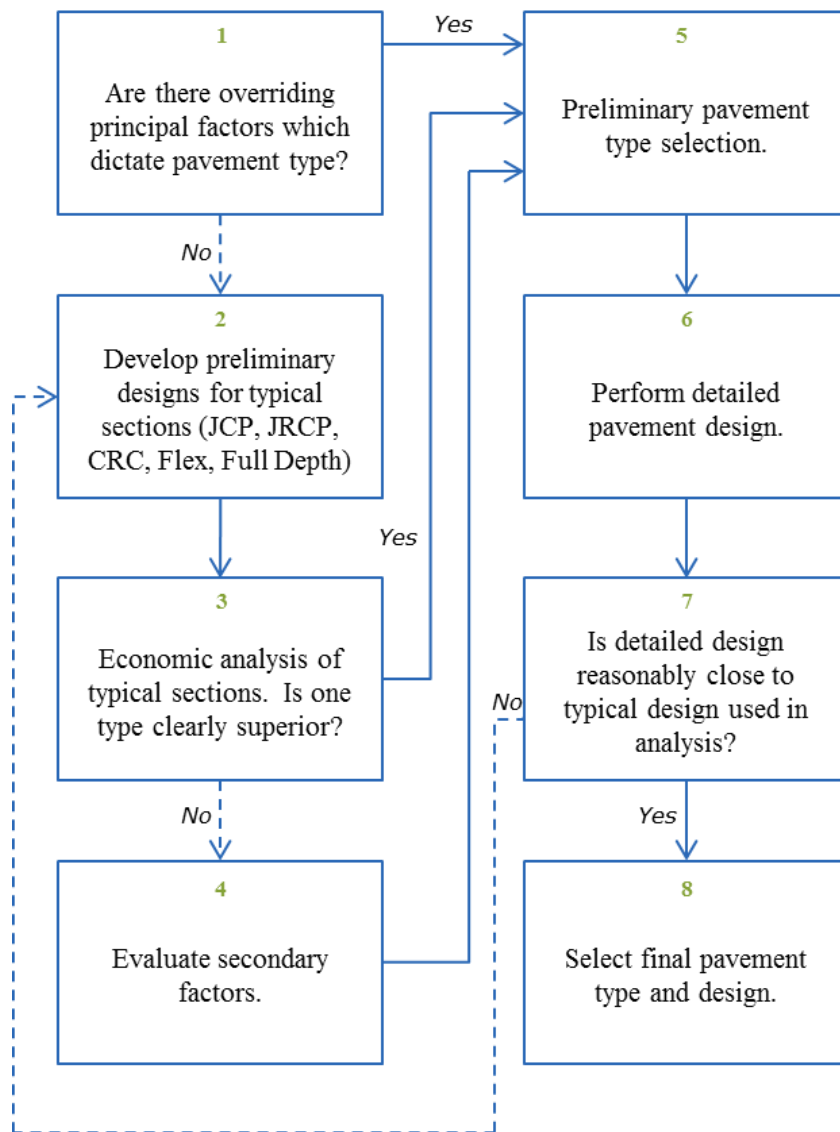 1
Are there overriding
principal factors which
dictate pavement type?
Yes
No
2
Develop preliminary
designs for typical
sections (JCP, JRCP,
CRC, Flex, Full Depth)
3
Economic analysis of
typical sections. Is one
type clearly superior?
Yes
No
4
Evaluate secondary
factors.
5
Preliminary pavement
type selection.
6
Perform detailed
pavement design.
7
Is detailed design
reasonably close to
typical design used in
analysis?
No
Yes
8
Select final pavement
type and design.